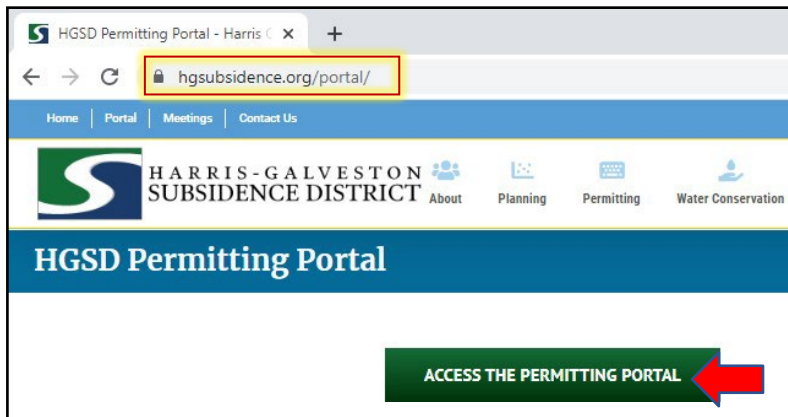 HGSD Permitting Portal - Harris
hgsubsidence.org/portal/
Home Portal Meetings Contact Us
HARRIS-GALVESTON
SUBSIDENCE DISTRICT
About Planning Permitting Water Conservation
HGSD Permitting Portal
ACCESS THE PERMITTING PORTAL